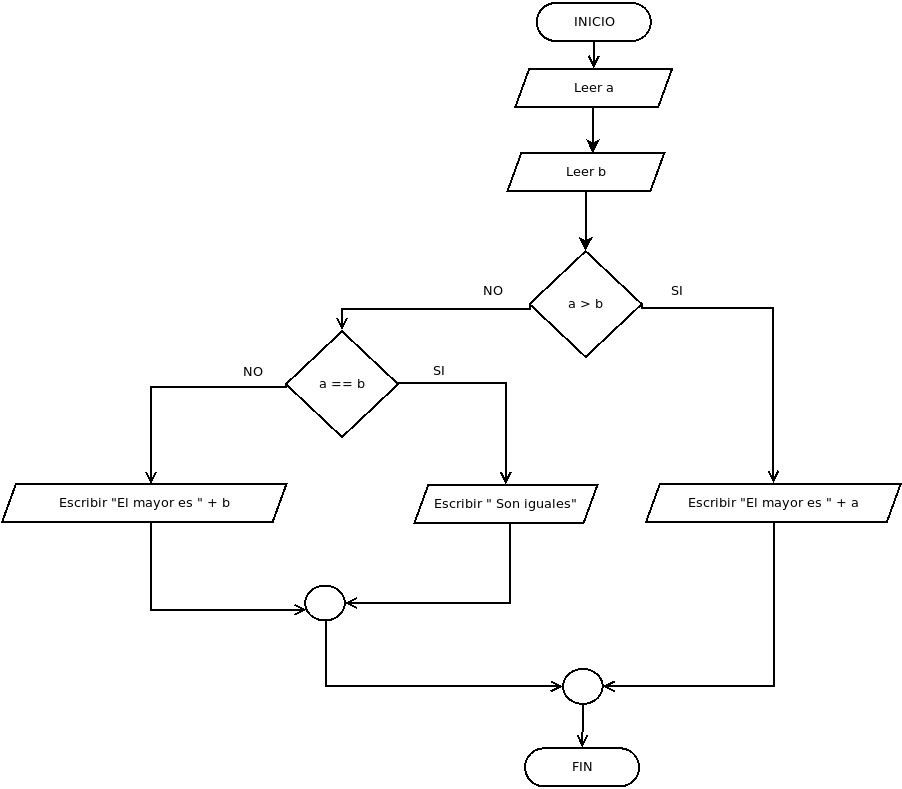 INICIO
Leer a
Leer b
a > b
NO
SI
a == b
NO
SI
Escribir "El mayor es " + b
Escribir " Son iguales"
Escribir "El mayor es " + a
FIN